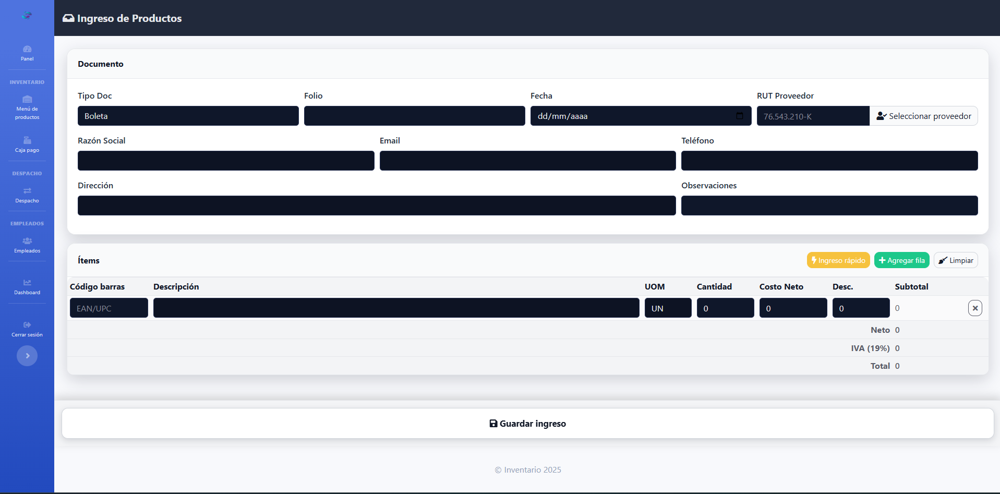 Ingreso de Productos
Panel
INVENTARIO
Menú de
productos
Caja pago
DESPACHO
Despacho
EMPLEADOS
Empleados
Dashboard
Cerrar sesión
Documento
Tipo Doc Folio Fecha RUT Proveedor
Boleta dd/mm/aaaa 76.543.210-K Seleccionar proveedor
Razón Social Email Teléfono
Dirección Observaciones
Ítems Ingreso rápido Agregar fila Limpiar
Código barras Descripción UOM Cantidad Costo Neto Desc. Subtotal
EAN/UPC UN 0 0 0 0
Neto 0
IVA (19%) 0
Total 0
Guardar ingreso
© Inventario 2025